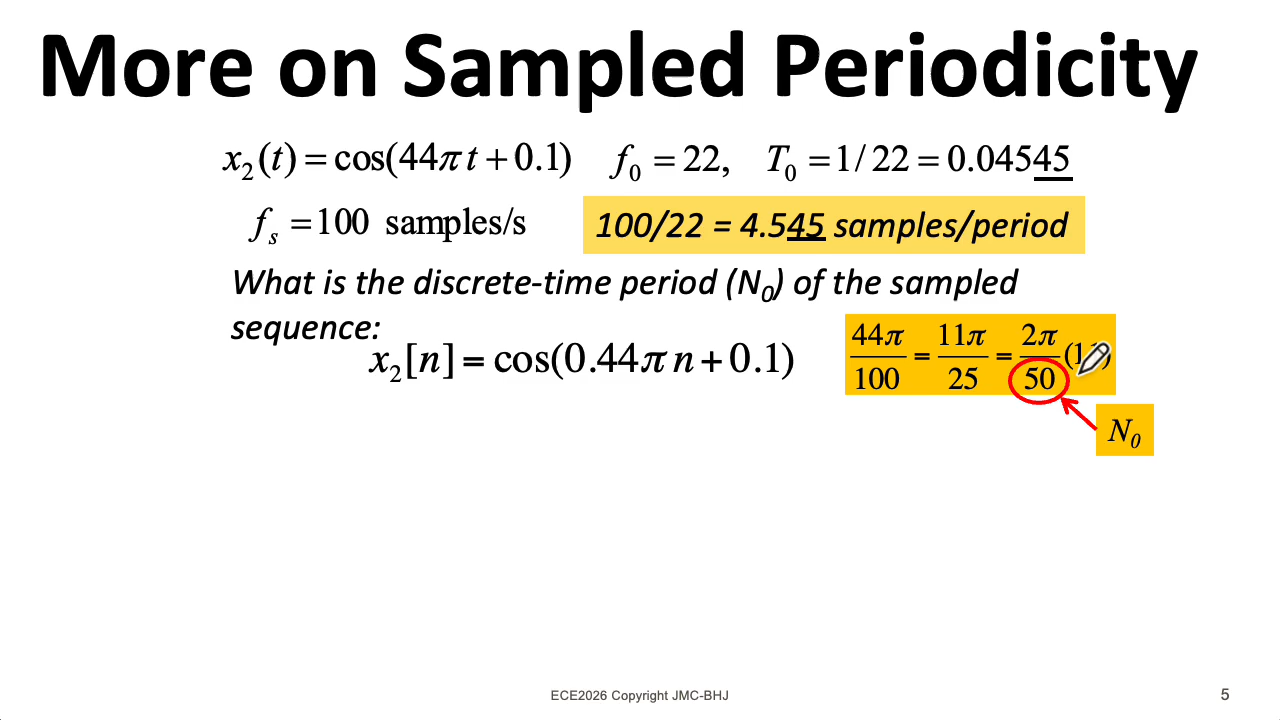 More on Sampled Periodicity
x₂(t) = cos(44πt + 0.1) f₀ = 22, T₀ = 1/22 = 0.04545
fₛ = 100 samples/s 100/22 = 4.545 samples/period
What is the discrete-time period (N₀) of the sampled
sequence:
x₂[n] = cos(0.44πn + 0.1) 44π/100 = 11π/25 = 2π/50
N₀
ECE2026 Copyright JMC-BHJ 5